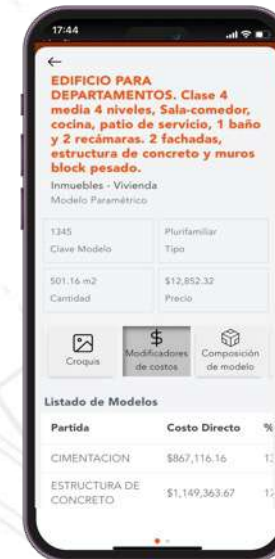 17:44
EDIFICIO PARA
DEPARTAMENTOS. Clase 4
media 4 niveles, Sala-comedor,
cocina, patio de servicio, 1 baño
y 2 recámaras. 2 fachadas,
estructura de concreto y muros
block pesado.
Inmuebles - Vivienda
Modelo Paramétrico
1345
Clave Modelo
Plurifamiliar
Tipo
501.16 m2
Cantidad
$12,852.32
Precio
Croquis
Modificadores
de costos
Composición
de modelo
Listado de Modelos
Partida Costo Directo %
CIMENTACION $867,116.16
ESTRUCTURA DE
CONCRETO $1,149,363.67